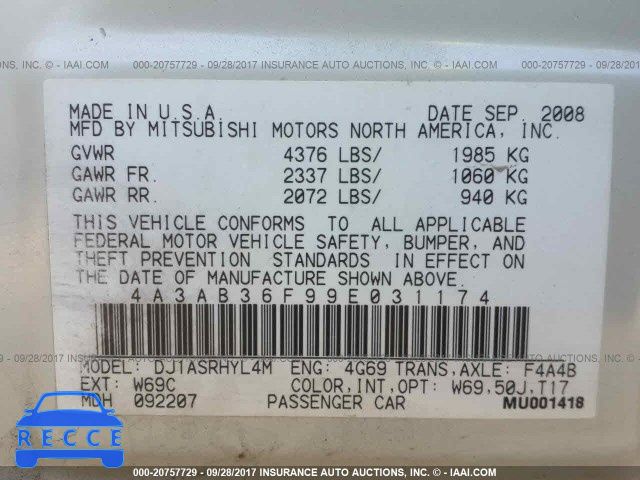 000-20757729 - 09/28/2017 INSURANCE AUTO AUCTIONS, INC. - IAAI.COM
MADE IN U.S.A. DATE SEP. 2008
MFD BY MITSUBISHI MOTORS NORTH AMERICA, INC.
GVWR 4376 LBS/ 1985 KG
GAWR FR. 2337 LBS/ 1060 KG
GAWR RR. 2072 LBS/ 940 KG
THIS VEHICLE CONFORMS TO ALL APPLICABLE
FEDERAL MOTOR VEHICLE SAFETY, BUMPER, AND
THEFT PREVENTION STANDARDS IN EFFECT ON
THE DATE OF MANUFACTURE SHOWN ABOVE.
4A3AB36F99E031174
MODEL: DJ1ASRHYL4M ENG: 4G69 TRANS,AXLE: F4A4B
EXT: W69C COLOR,INT,OPT: W69,50J,T17
MDH 092207 PASSENGER CAR MU001418
RECCE
000-20757729 - 09/28/2017 INSURANCE AUTO AUCTIONS, INC. - IAAI.COM